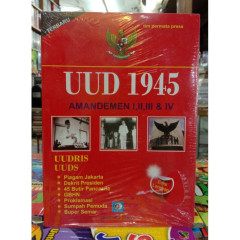 TERBARU
UUD 1945
AMANDEMEN I,II,III & IV
UUDRIS
UUDS
Piagam Jakarta
Dekrit Presiden
45 Butir Pancasila
GBHN
Proklamasi
Sumpah Pemuda
Super Semar